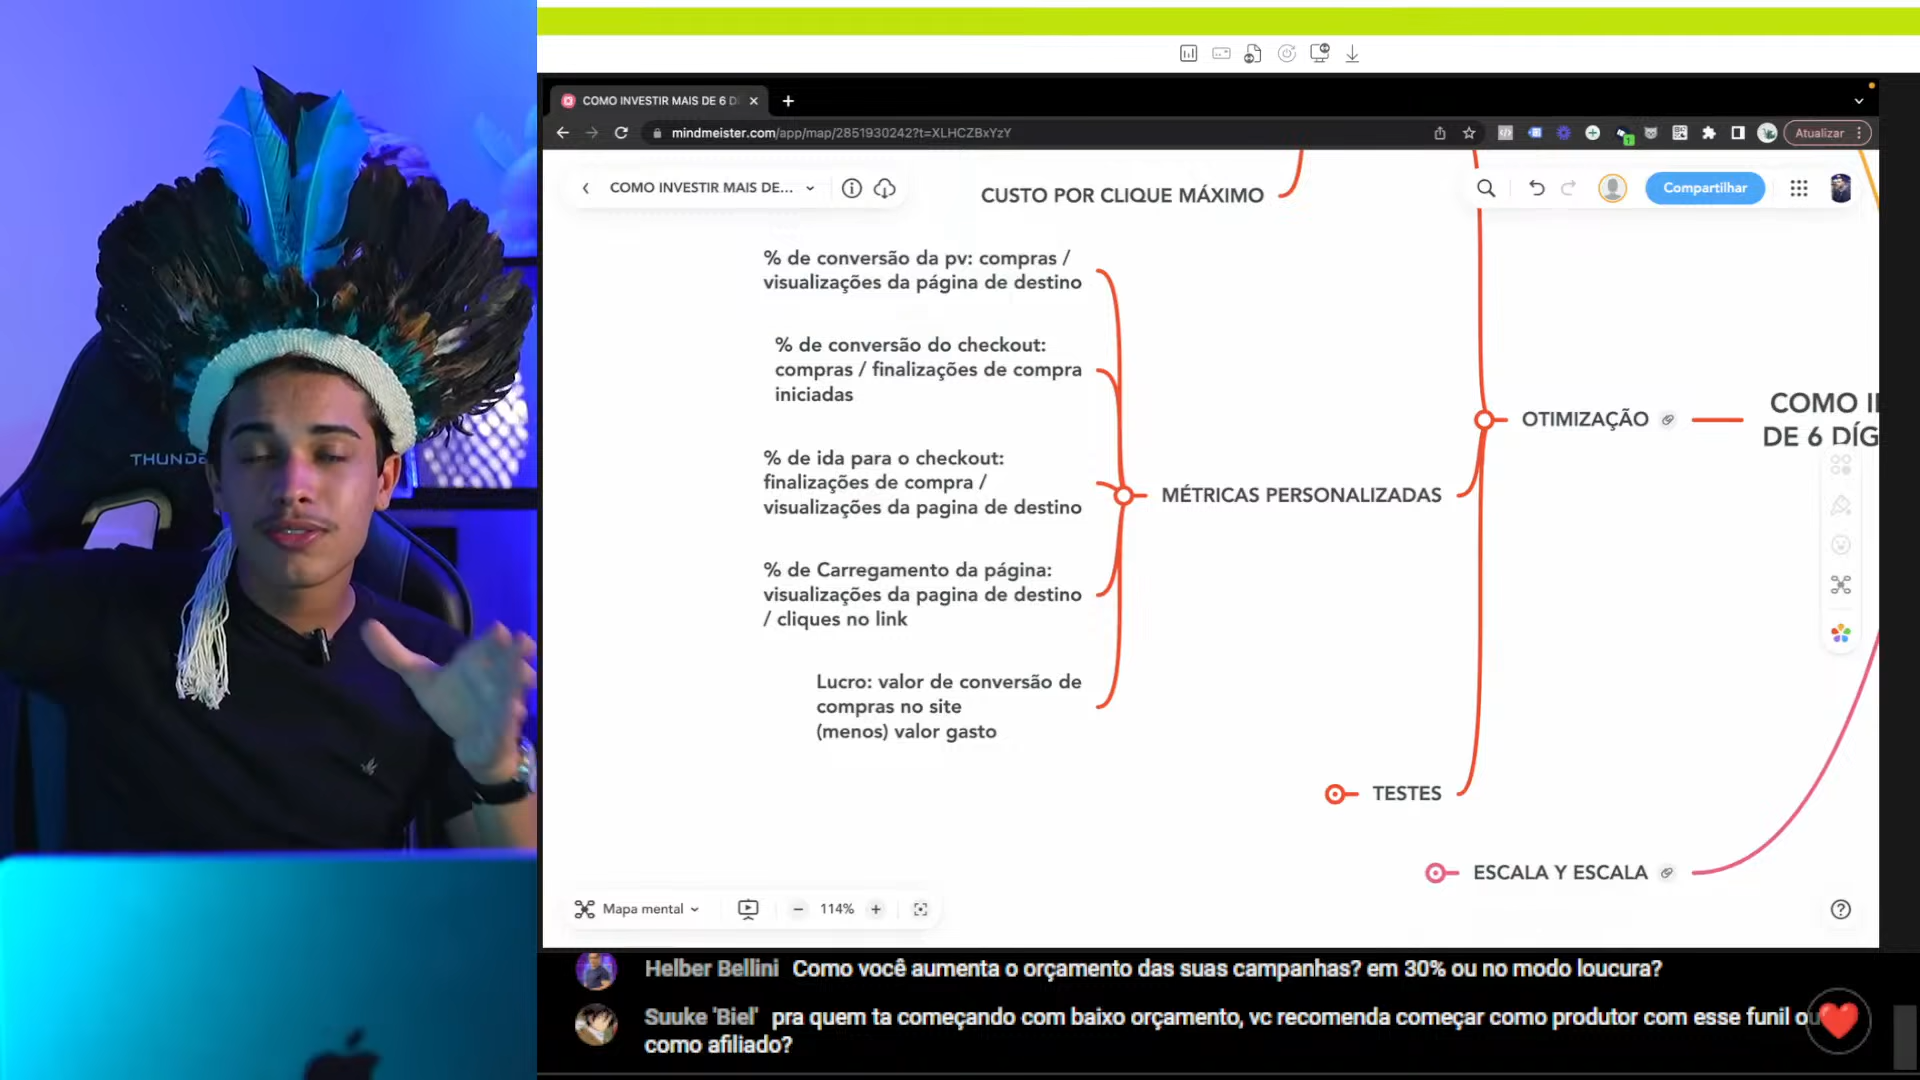 THUNDE
COMO INVESTIR MAIS DE 6 D
mindmeister.com/app/map/2851930242?t=XLHCZBxYzY
Atualizar
COMO INVESTIR MAIS DE...
Compartilhar
CUSTO POR CLIQUE MÁXIMO
% de conversão da pv: compras /
visualizações da página de destino
% de conversão do checkout:
compras / finalizações de compra
iniciadas
% de ida para o checkout:
finalizações de compra /
visualizações da pagina de destino
% de Carregamento da página:
visualizações da pagina de destino
/ cliques no link
Lucro: valor de conversão de
compras no site
(menos) valor gasto
MÉTRICAS PERSONALIZADAS
OTIMIZAÇÃO
COMO I
DE 6 DÍG
TESTES
ESCALA Y ESCALA
Mapa mental
114%
Helber Bellini Como você aumenta o orçamento das suas campanhas? em 30% ou no modo loucura?
Suuke 'Biel' pra quem ta começando com baixo orçamento, vc recomenda começar como produtor com esse funil ou
como afiliado?